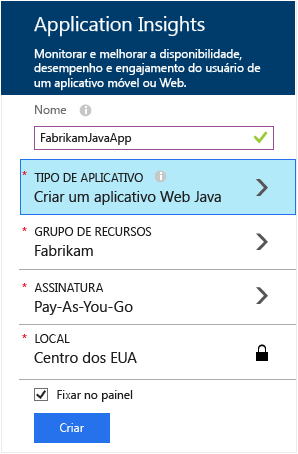 Application Insights
Monitorar e melhorar a disponibilidade,
desempenho e engajamento do usuário de
um aplicativo móvel ou Web.
Nome
FabrikamJavaApp
* TIPO DE APLICATIVO
Criar um aplicativo Web Java
* GRUPO DE RECURSOS
Fabrikam
* ASSINATURA
Pay-As-You-Go
* LOCAL
Centro dos EUA
Fixar no painel
Criar